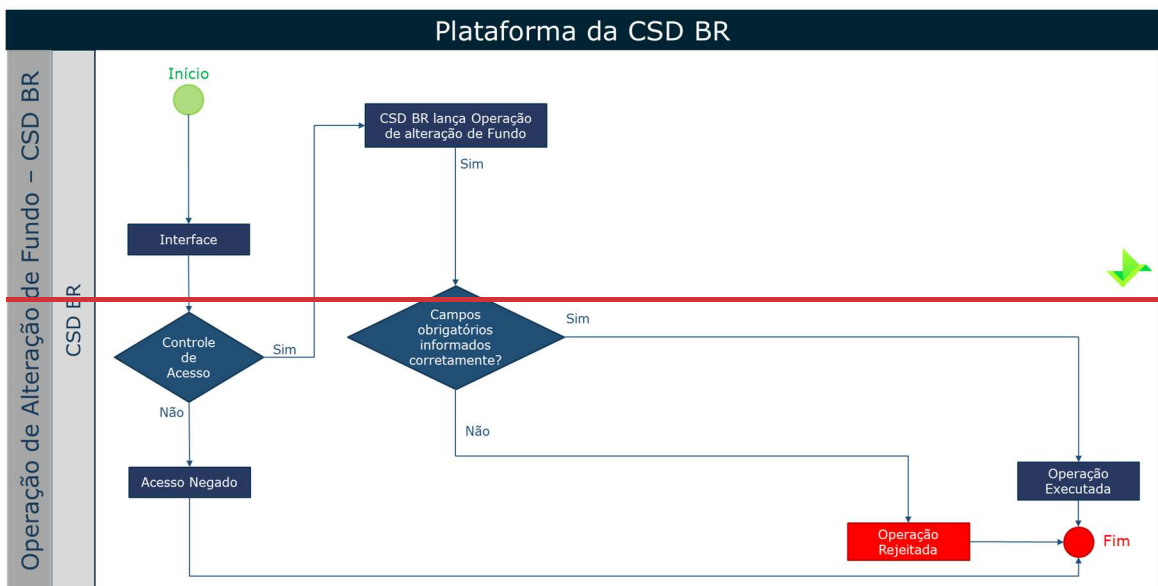 Plataforma da CSD BR
Operação de Alteração de Fundo – CSD BR
CSD BR
Início
CSD BR lança Operação
de alteração de Fundo
Sim
Interface
Controle
de
Acesso
Sim
Campos
obrigatórios
informados
corretamente?
Sim
Não
Não
Acesso Negado
Operação
Executada
Operação
Rejeitada
Fim